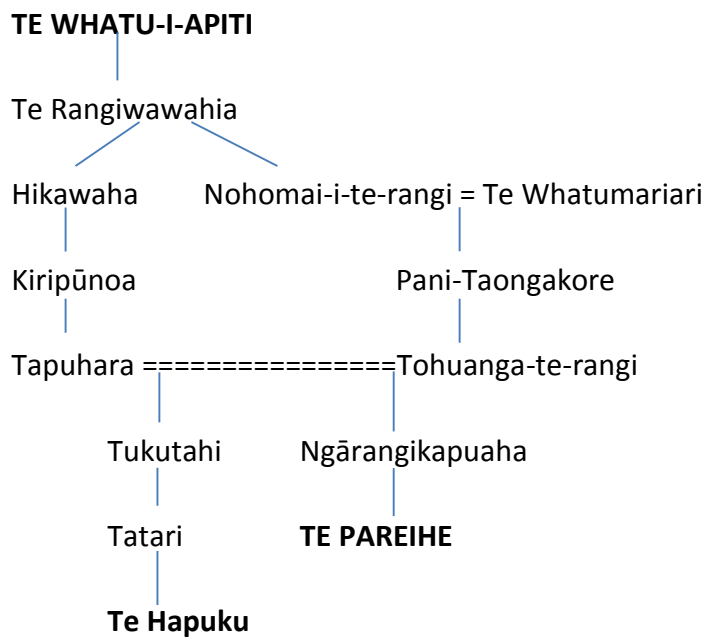 TE WHATU-I-APITI
Te Rangiwawahia
Hikawaha Nohomai-i-te-rangi = Te Whatumariari
Kiripūnoa Pani-Taongakore
Tapuhara ================Tohuanga-te-rangi
Tukutahi Ngārangikapuaha
Tatari TE PAREIHE
Te Hapuku